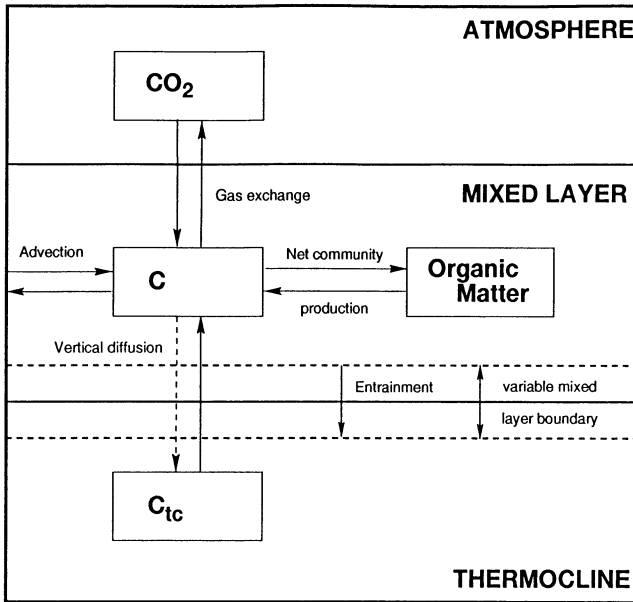 ATMOSPHERE
CO2
Gas exchange
MIXED LAYER
Advection
Net community
C
Organic
Matter
production
Vertical diffusion
Entrainment
variable mixed
layer boundary
Ctc
THERMOCLINE